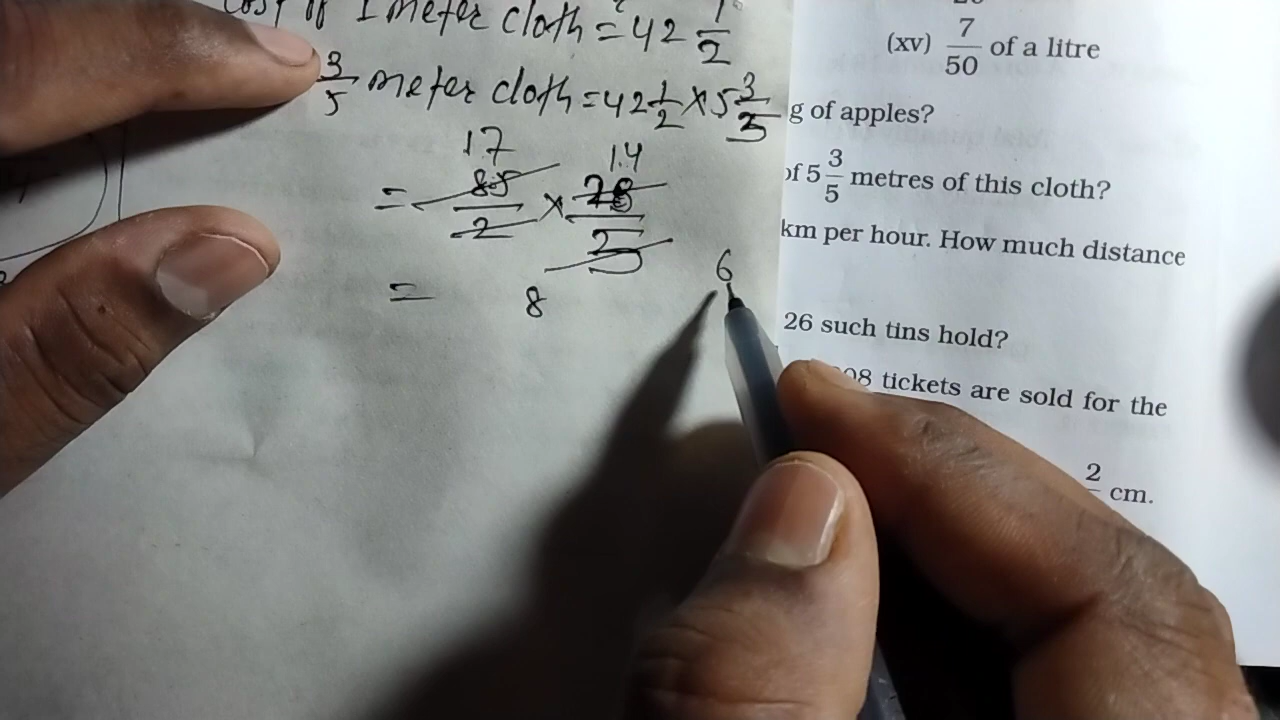 Cost of 1 meter cloth = 42 1/2
3/5 meter cloth = 42 1/2 × 5 3/5
17 14
= 85/2 × 28/5
= 8 6
(xv) 7/50 of a litre
g of apples?
of 5 3/5 metres of this cloth?
km per hour. How much distance
26 such tins hold?
08 tickets are sold for the
2 cm.